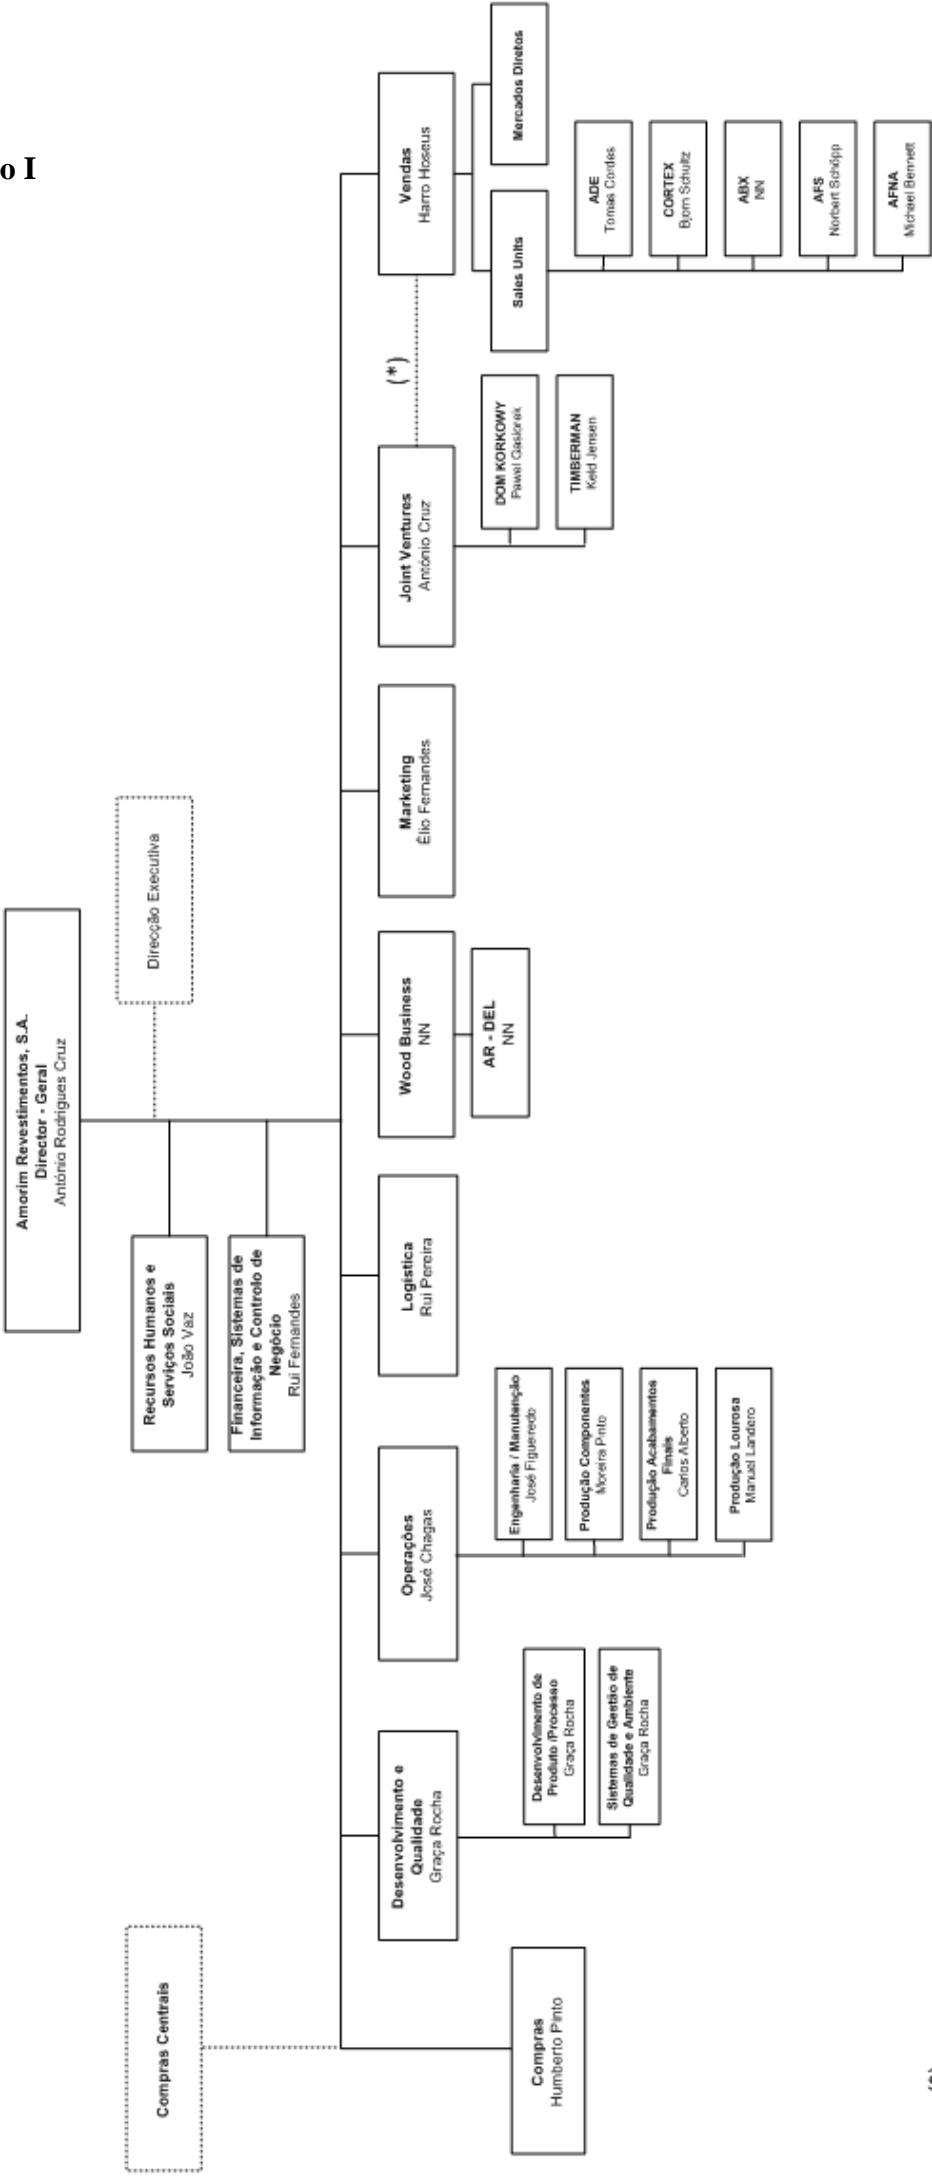 o I
Amorim Revestimentos, S.A.
Director - Geral
António Rodrigues Cruz
Direcção Executiva
Recursos Humanos e
Serviços Sociais
João Vaz
Financeira, Sistemas de
Informação e Controlo de
Negócio
Rui Fernandes
Compras Centrais
Compras
Humberto Pinto
Desenvolvimento e
Qualidade
Graça Rocha
Desenvolvimento de
Produto /Processo
Graça Rocha
Sistemas de Gestão de
Qualidade e Ambiente
Graça Rocha
Operações
José Chagas
Engenharia / Manutenção
José Figueiredo
Produção Componentes
Moreira Pinto
Produção Acabamentos
Finais
Carlos Alberto
Produção Lourosa
Manuel Landero
Logística
Rui Pereira
Wood Business
NN
AR - DEL
NN
Marketing
Élio Fernandes
Joint Ventures
António Cruz
DOM KORKOWY
Pawel Gasiorek
TIMBERMAN
Keld Jensen
(*)
Vendas
Harro Hoseus
Sales Units
Mercados Diretos
ADE
Tomas Cordes
CORTEX
Bjorn Schultz
ABX
NN
AFS
Norbert Schöpp
AFNA
Michael Bennett